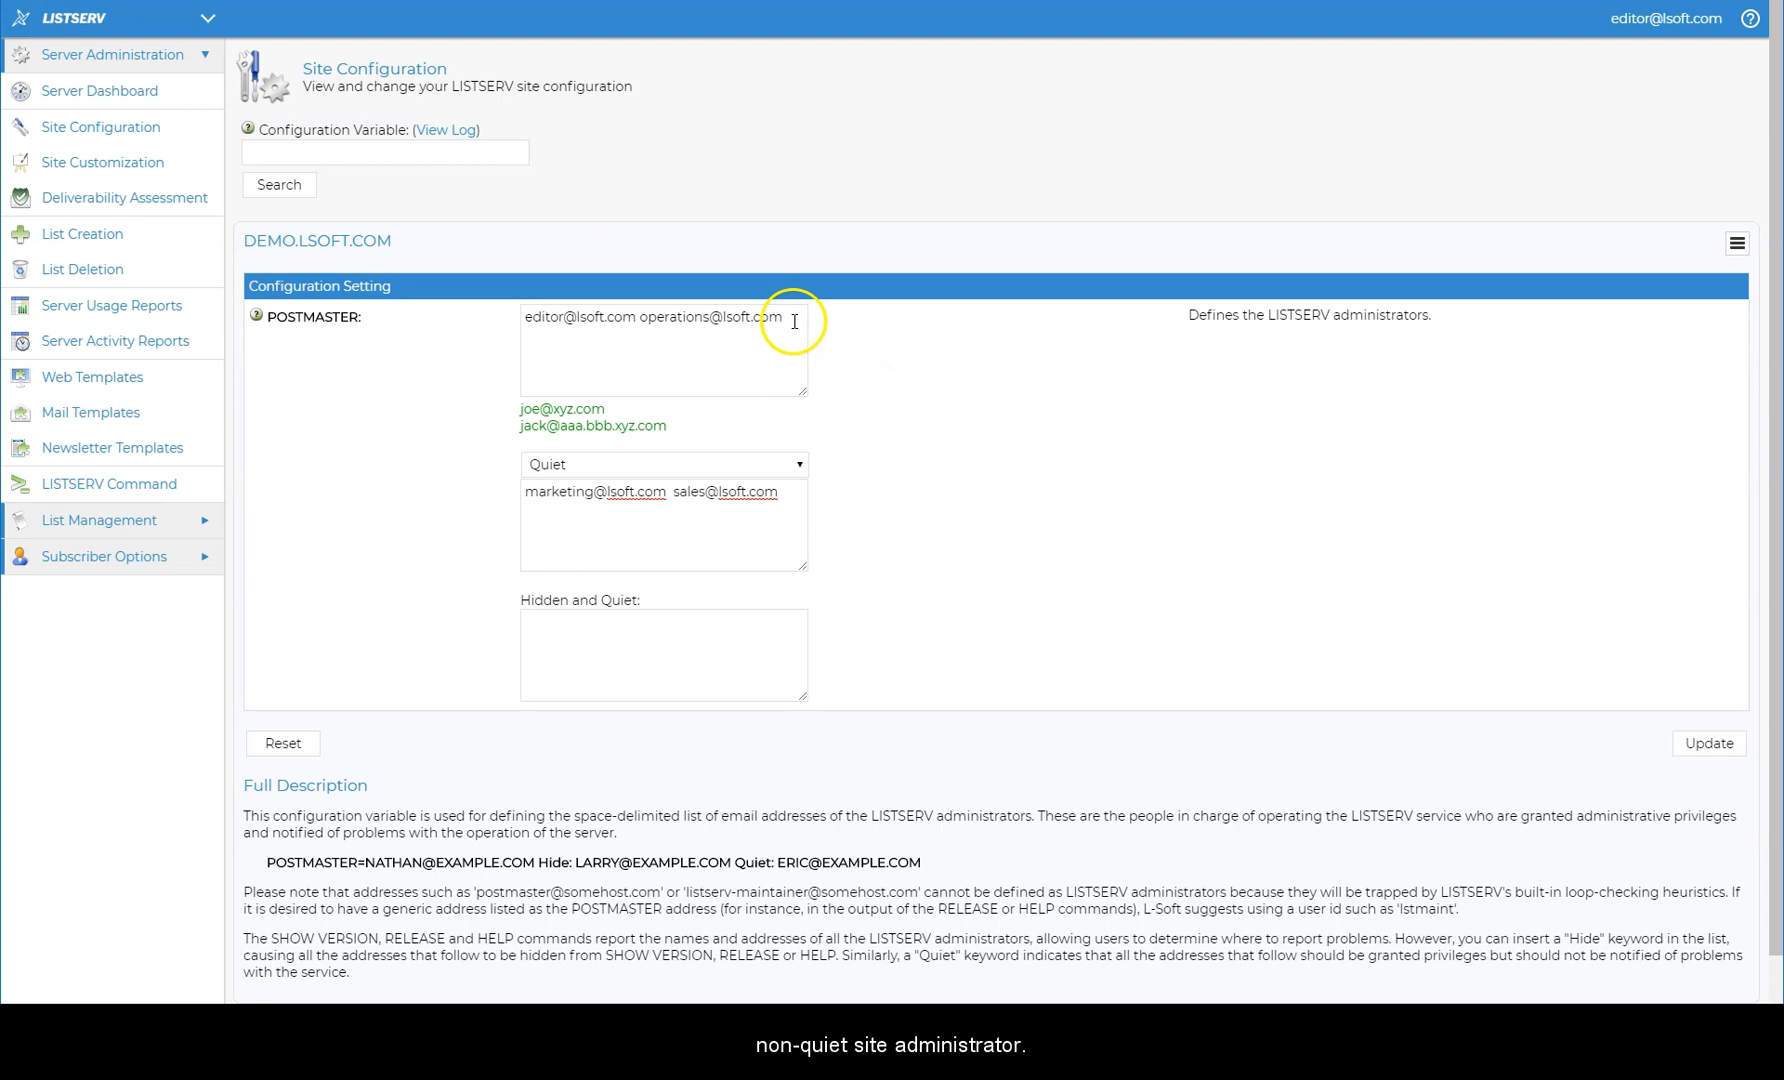 LISTSERV
editor@lsoft.com
Server Administration
Server Dashboard
Site Configuration
Site Customization
Deliverability Assessment
List Creation
List Deletion
Server Usage Reports
Server Activity Reports
Web Templates
Mail Templates
Newsletter Templates
LISTSERV Command
List Management
Subscriber Options
Site Configuration
View and change your LISTSERV site configuration
Configuration Variable: (View Log)
Search
DEMO.LSOFT.COM
Configuration Setting
POSTMASTER:
editor@lsoft.com operations@lsoft.com
Defines the LISTSERV administrators.
joe@xyz.com
jack@aaa.bbb.xyz.com
Quiet
marketing@lsoft.com sales@lsoft.com
Hidden and Quiet:
Reset
Update
Full Description
This configuration variable is used for defining the space-delimited list of email addresses of the LISTSERV administrators. These are the people in charge of operating the LISTSERV service who are granted administrative privileges
and notified of problems with the operation of the server.
POSTMASTER=NATHAN@EXAMPLE.COM Hide: LARRY@EXAMPLE.COM Quiet: ERIC@EXAMPLE.COM
Please note that addresses such as 'postmaster@somehost.com' or 'listserv-maintainer@somehost.com' cannot be defined as LISTSERV administrators because they will be trapped by LISTSERV's built-in loop-checking heuristics. If
it is desired to have a generic address listed as the POSTMASTER address (for instance, in the output of the RELEASE or HELP commands), L-Soft suggests using a user id such as 'lstmaint'.
The SHOW VERSION, RELEASE and HELP commands report the names and addresses of all the LISTSERV administrators, allowing users to determine where to report problems. However, you can insert a "Hide" keyword in the list,
causing all the addresses that follow to be hidden from SHOW VERSION, RELEASE or HELP. Similarly, a "Quiet" keyword indicates that all the addresses that follow should be granted privileges but should not be notified of problems
with the service.
non-quiet site administrator.